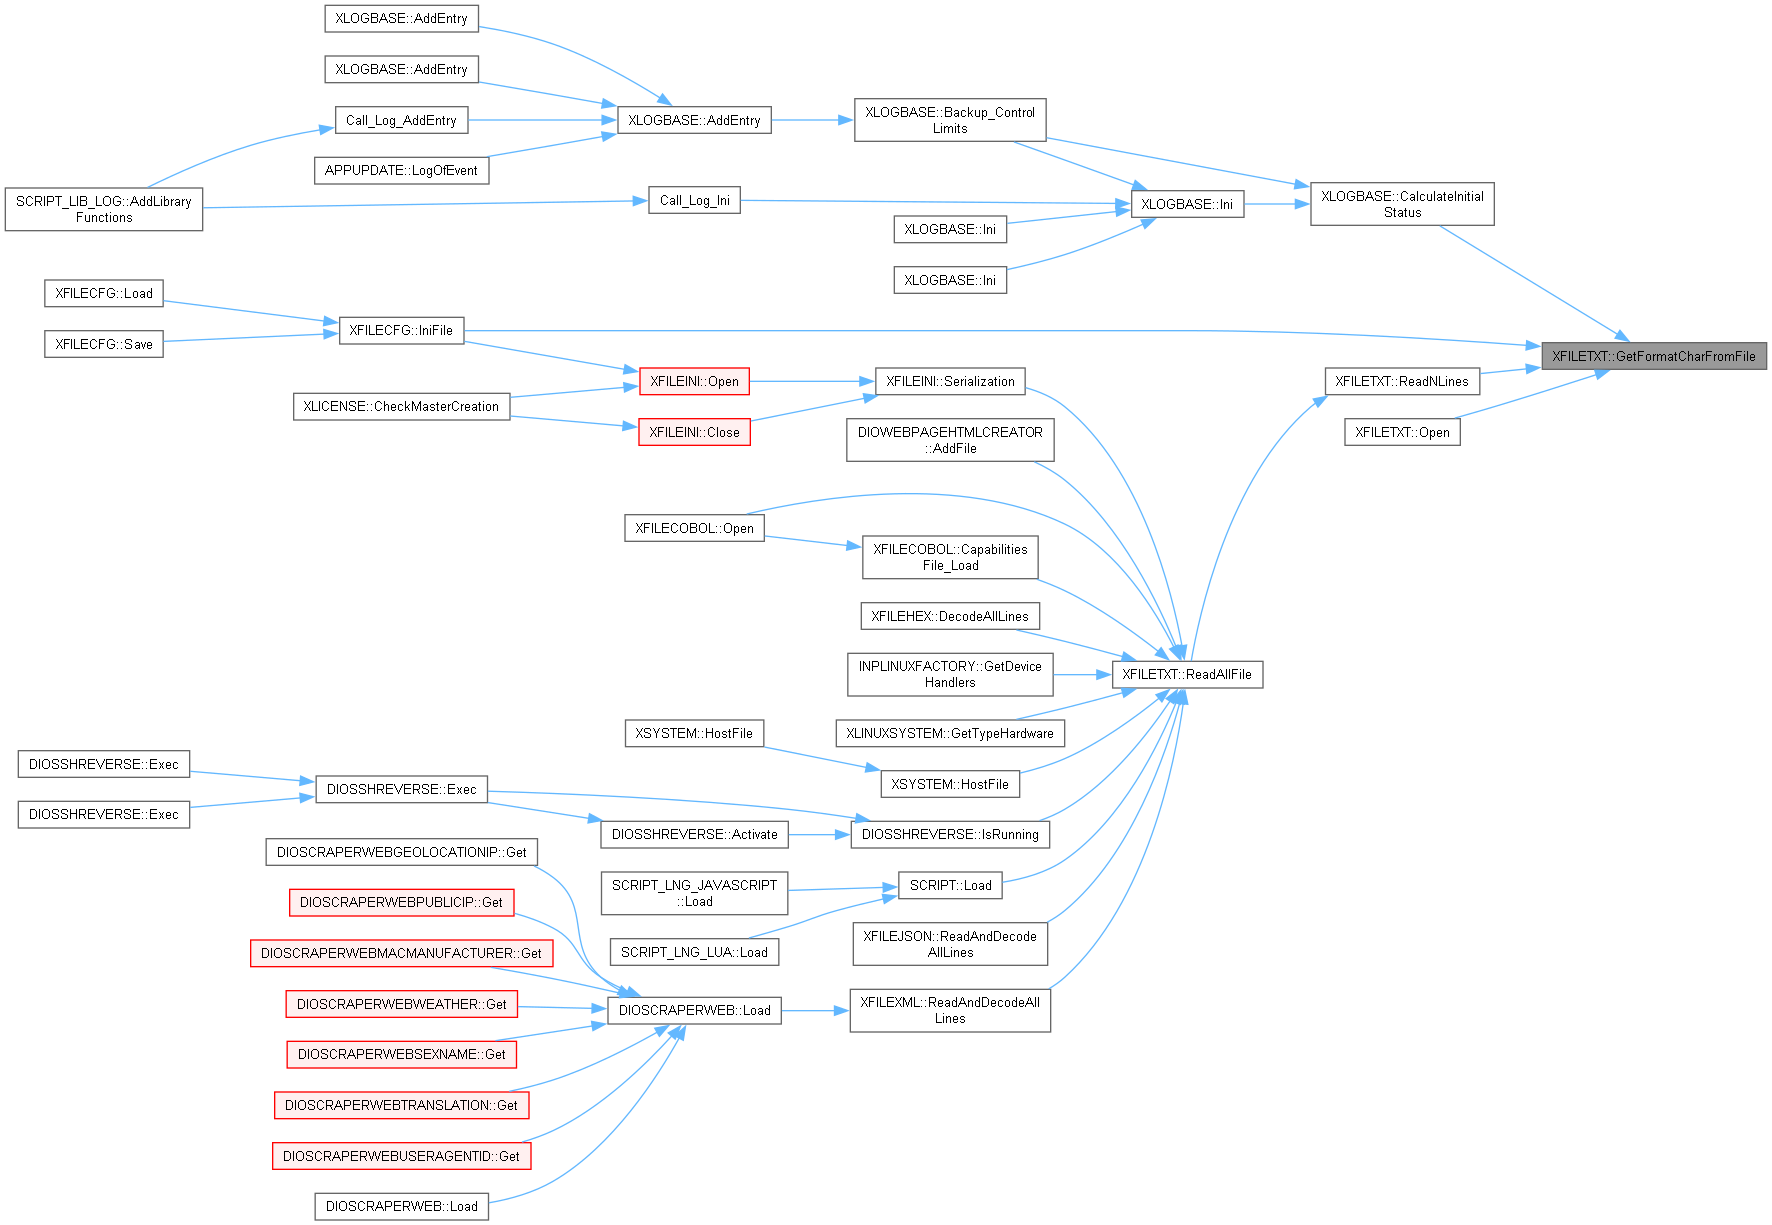 XLOGBASE::AddEntry
XLOGBASE::AddEntry
Call_Log_AddEntry
XLOGBASE::AddEntry
APPUPDATE::LogOfEvent
XLOGBASE::Backup_Control
Limits
SCRIPT_LIB_LOG::AddLibrary
Functions
Call_Log_Ini
XLOGBASE::Ini
XLOGBASE::Ini
XLOGBASE::Ini
XLOGBASE::CalculateInitial
Status
XFILECFG::Load
XFILECFG::IniFile
XFILECFG::Save
XFILETXT::GetFormatCharFromFile
XFILEINI::Open
XFILEINI::Serialization
XFILETXT::ReadNLines
XLICENSE::CheckMasterCreation
XFILEINI::Close
XFILETXT::Open
DIOWEBPAGEHTMLCREATOR
::AddFile
XFILECOBOL::Open
XFILECOBOL::Capabilities
File_Load
XFILEHEX::DecodeAllLines
INPLINUXFACTORY::GetDevice
Handlers
XFILETXT::ReadAllFile
XLINUXSYSTEM::GetTypeHardware
XSYSTEM::HostFile
XSYSTEM::HostFile
DIOSSHREVERSE::Exec
DIOSSHREVERSE::Exec
DIOSSHREVERSE::Exec
DIOSSHREVERSE::Activate
DIOSSHREVERSE::IsRunning
DIOSCRAPERWEBGEOLOCATIONIP::Get
SCRIPT_LNG_JAVASCRIPT
::Load
SCRIPT::Load
DIOSCRAPERWEBPUBLICIP::Get
SCRIPT_LNG_LUA::Load
XFILEJSON::ReadAndDecode
AllLines
DIOSCRAPERWEBMACMANUFACTURER::Get
DIOSCRAPERWEBWEATHER::Get
DIOSCRAPERWEB::Load
XFILEXML::ReadAndDecodeAll
Lines
DIOSCRAPERWEBSEXNAME::Get
DIOSCRAPERWEBTRANSLATION::Get
DIOSCRAPERWEBUSERAGENTID::Get
DIOSCRAPERWEB::Load